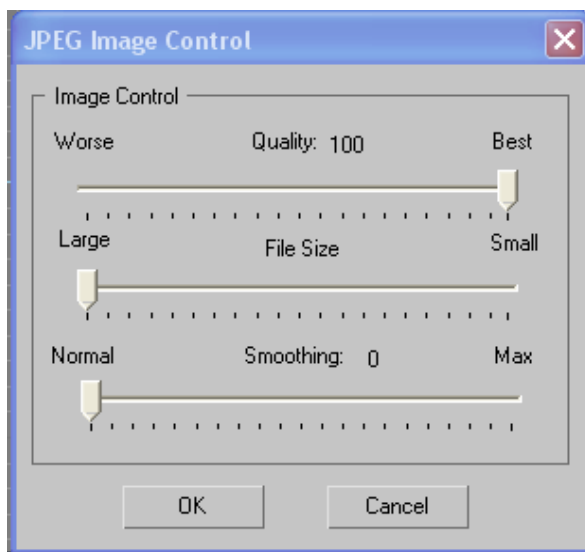 JPEG Image Control
Image Control
Worse Quality: 100 Best
Large File Size Small
Normal Smoothing: 0 Max
OK Cancel